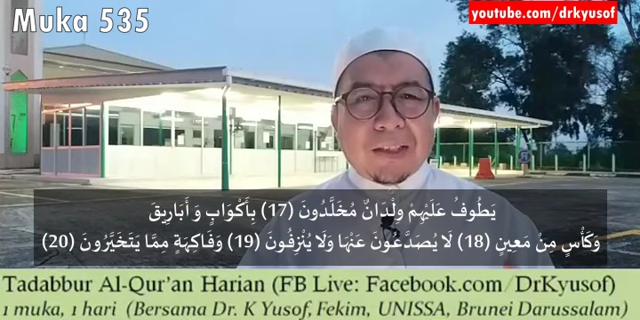 Muka 535
youtube.com/drkyusof
يَطُوفُ عَلَيْهِمْ وِلْدَانٌ مُخَلَّدُونَ (17) بِأَكْوَابٍ وَ أَبَارِيقَ
وَكَأْسٍ مِنْ مَعِينٍ (18) لَا يُصَدَّعُونَ عَنْهَا وَلَا يُنْزِفُونَ (19) وَفَاكِهَةٍ مِمَّا يَتَخَيَّرُونَ (20)
Tadabbur Al-Qur'an Harian (FB Live: Facebook.com/DrKyusof)
1 muka, 1 hari (Bersama Dr. K Yusof, Fekim, UNISSA, Brunei Darussalam)